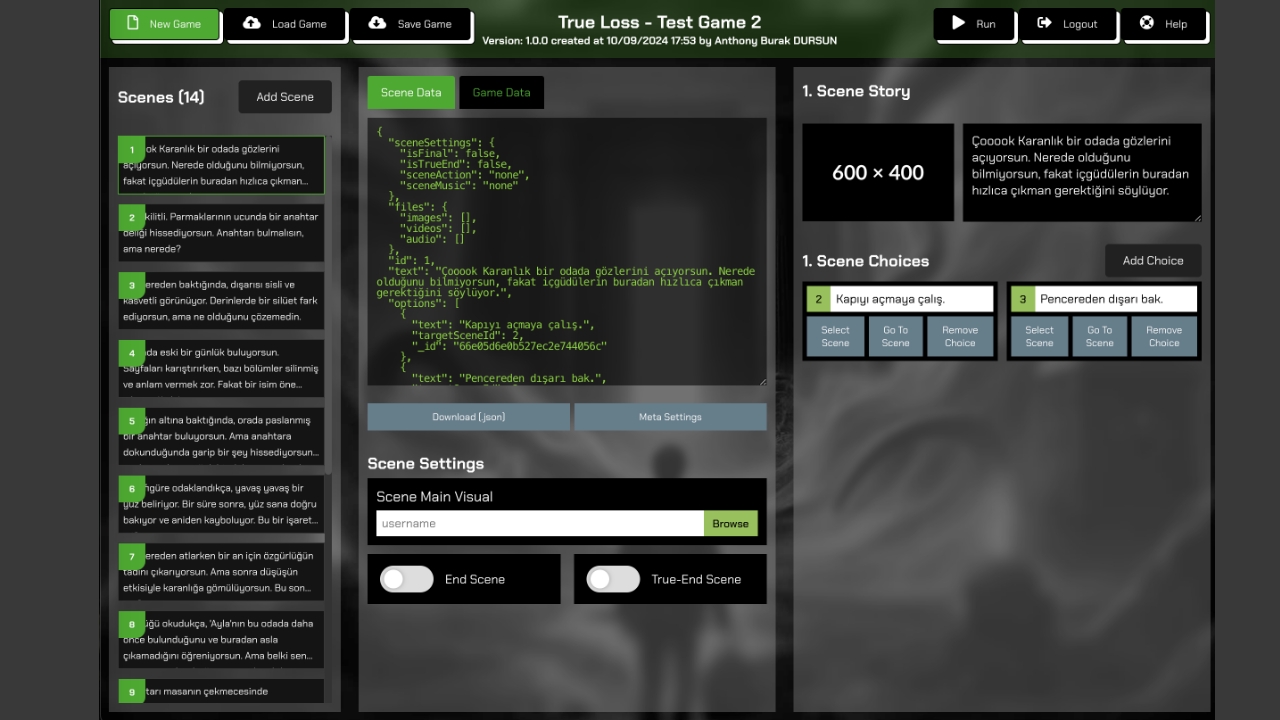 New Game
Load Game
Save Game
True Loss - Test Game 2
Version: 1.0.0 created at 10/09/2024 17:53 by Anthony Burak DURSUN
Run
Logout
Help
Scenes (14)
Add Scene
1
ok Karanlık bir odada gözlerini
açıyorsun. Nerede olduğunu bilmiyorsun,
fakat içgüdülerin buradan hızlıca çıkman...
2
kilitli. Parmaklarının ucunda bir anahtar
deliği hissediyorsun. Anahtarı bulmalısın,
ama nerede?
3
ereden baktığında, dışarısı sisli ve
kasvetli görünüyor. Derinlerde bir silüet fark
ediyorsun, ama ne olduğunu çözemedin.
4
da eski bir günlük buluyorsun.
Sayfaları karıştırırken, bazı bölümler silinmiş
ve anlam vermek zor. Fakat bir isim öne...
5
ğın altına baktığında, orada paslanmış
bir anahtar buluyorsun. Ama anahtara
dokunduğunda garip bir şey hissediyorsun...
6
ngüre odaklandıkça, yavaş yavaş bir
yüz beliriyor. Bir süre sonra, yüz sana doğru
bakıyor ve aniden kayboluyor. Bu bir işaret...
7
ereden atlarken bir an için özgürlüğün
tadını çıkarıyorsun. Ama sonra düşüşün
etkisiyle karanlığa gömülüyorsun. Bu son...
8
üğü okudukça, 'Ayla'nın bu odada daha
önce bulunduğunu ve buradan asla
çıkamadığını öğreniyorsun. Ama belki sen...
9
tarı masanın çekmecesinde
Scene Data
Game Data
{
"sceneSettings": {
"isFinal": false,
"isTrueEnd": false,
"sceneAction": "none",
"sceneMusic": "none"
},
"files": {
"images": [],
"videos": [],
"audio": []
},
"id": 1,
"text": "Çooook Karanlık bir odada gözlerini açıyorsun. Nerede
olduğunu bilmiyorsun, fakat içgüdülerin buradan hızlıca çıkman
gerektiğini söylüyor.",
"options": [
{
"text": "Kapıyı açmaya çalış.",
"targetSceneId": 2,
"_id": "66e05d6e0b527ec2e744056c"
},
{
"text": "Pencereden dışarı bak.",
Download (.json)
Meta Settings
Scene Settings
Scene Main Visual
username
Browse
End Scene
True-End Scene
1. Scene Story
600 × 400
Çooook Karanlık bir odada gözlerini
açıyorsun. Nerede olduğunu
bilmiyorsun, fakat içgüdülerin buradan
hızlıca çıkman gerektiğini söylüyor.
1. Scene Choices
Add Choice
2 Kapıyı açmaya çalış.
Select
Scene
Go To
Scene
Remove
Choice
3 Pencereden dışarı bak.
Select
Scene
Go To
Scene
Remove
Choice